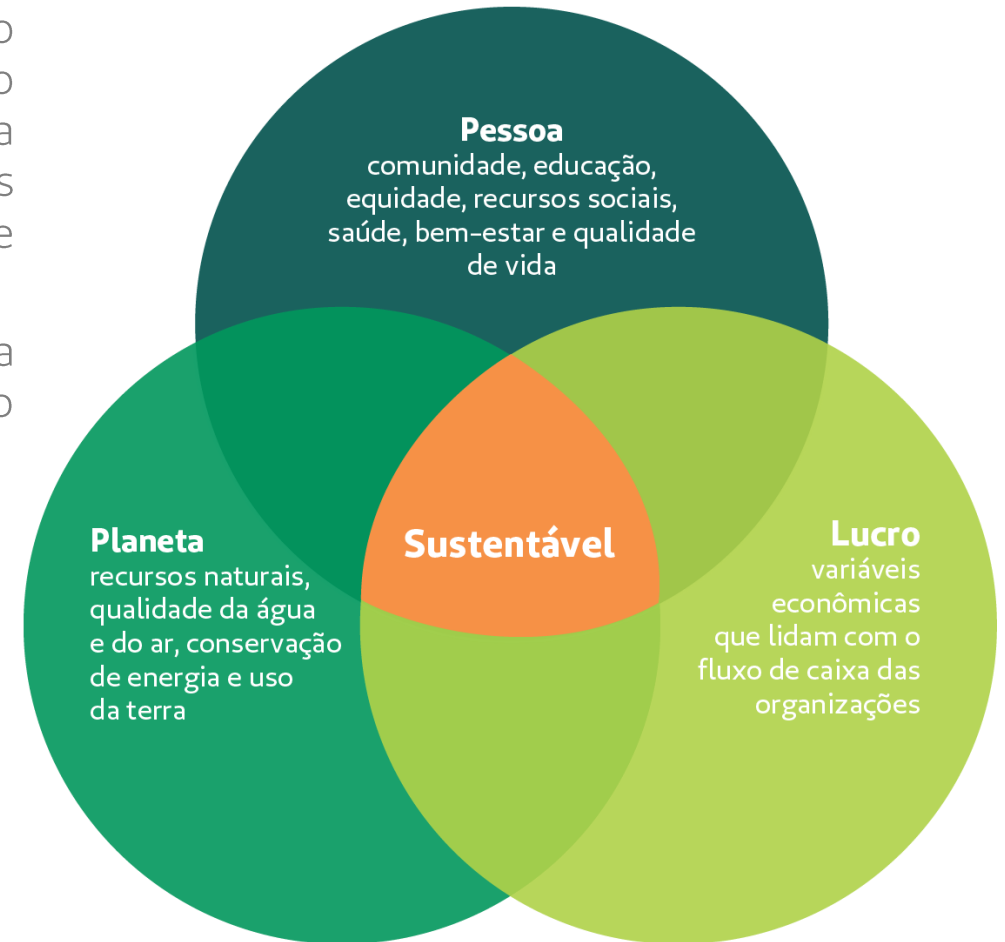 o
o
a
s
e
a
o
Pessoa
comunidade, educação,
equidade, recursos sociais,
saúde, bem-estar e qualidade
de vida
Planeta
recursos naturais,
qualidade da água
e do ar, conservação
de energia e uso
da terra
Sustentável
Lucro
variáveis
econômicas
que lidam com o
fluxo de caixa das
organizações